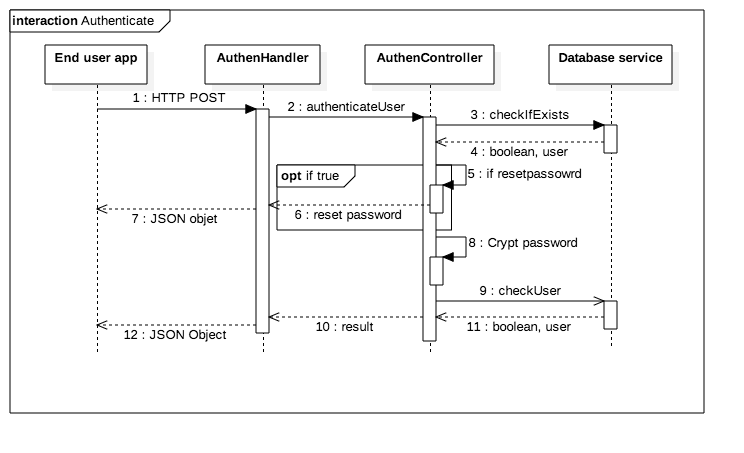 interaction Authenticate
End user app
AuthenHandler
AuthenController
Database service
1 : HTTP POST
2 : authenticateUser
3 : checkIfExists
4 : boolean, user
opt if true
5 : if resetpassowrd
6 : reset password
7 : JSON objet
8 : Crypt password
9 : checkUser
10 : result
11 : boolean, user
12 : JSON Object